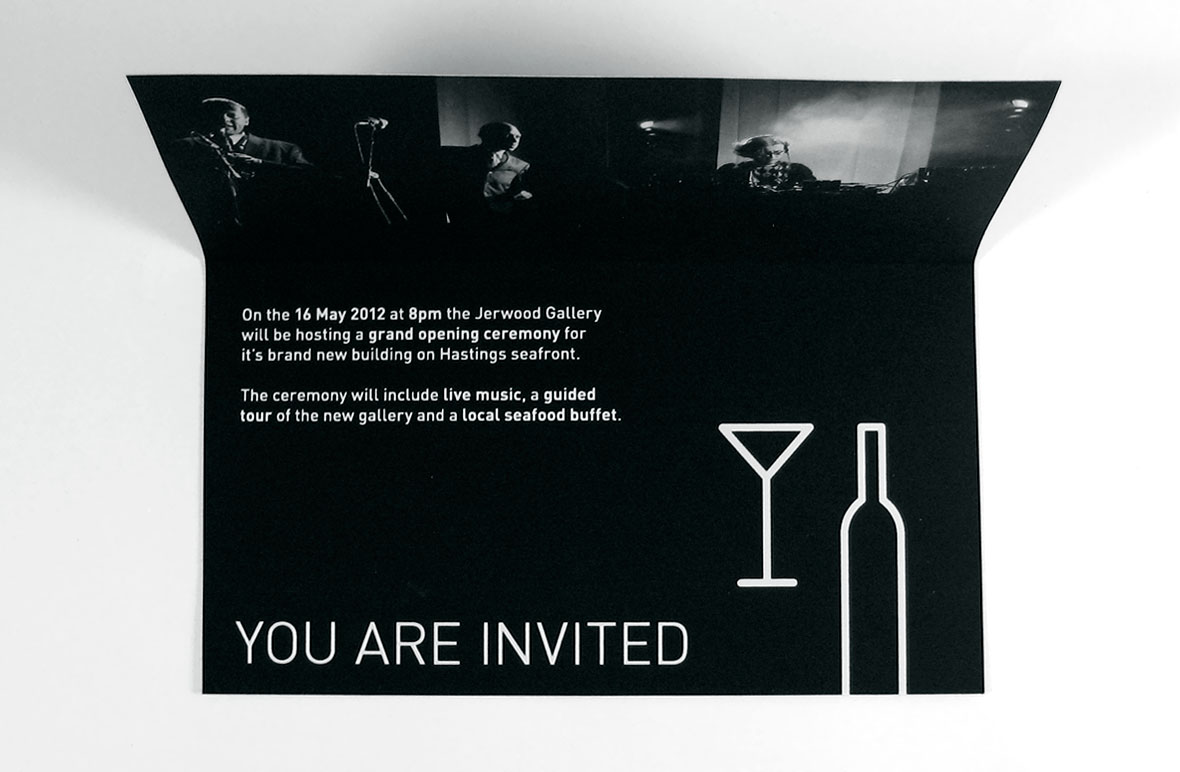 On the 16 May 2012 at 8pm the Jerwood Gallery
will be hosting a grand opening ceremony for
it's brand new building on Hastings seafront.
The ceremony will include live music, a guided
tour of the new gallery and a local seafood buffet.
YOU ARE INVITED